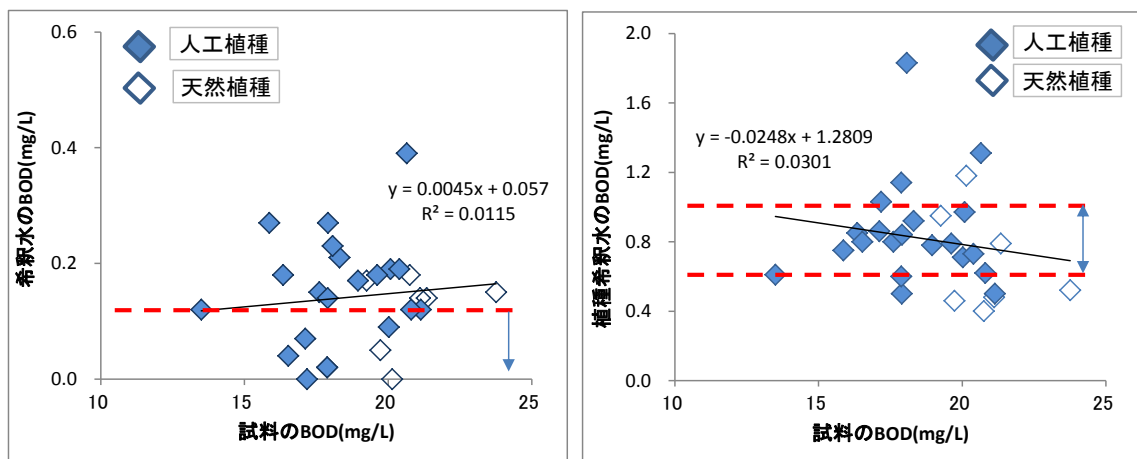 人工植種
天然植種
希釈水のBOD(mg/L)
0.6
0.4
0.2
0.0
y = 0.0045x + 0.057
R² = 0.0115
10 15 20 25
試料のBOD(mg/L)
人工植種
天然植種
植種希釈水のBOD(mg/L)
2.0
1.6
1.2
0.8
0.4
0.0
y = -0.0248x + 1.2809
R² = 0.0301
10 15 20 25
試料のBOD(mg/L)